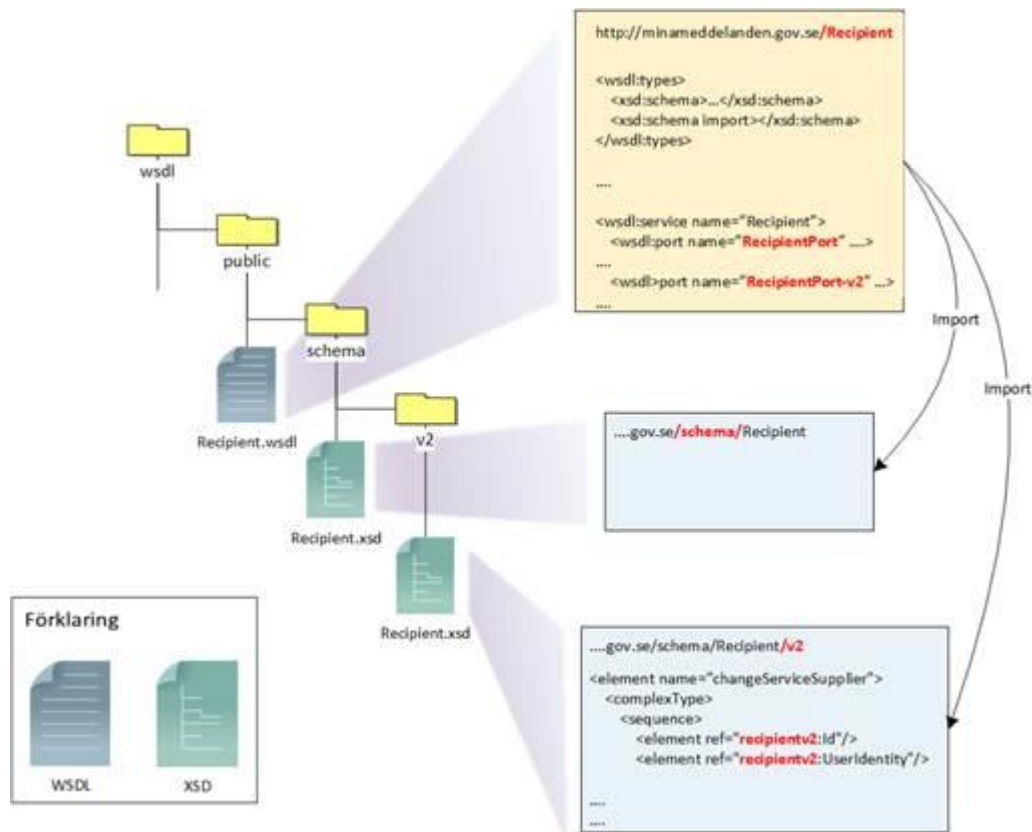 http://minameddelanden.gov.se/Recipient
<wsdl:types>
<xsd:schema>...</xsd:schema>
<xsd:schema import></xsd:schema>
</wsdl:types>
....
<wsdl:service name="Recipient">
<wsdl:port name="RecipientPort" ....>
....
<wsdl>port name="RecipientPort-v2" ...>
....
wsdl
public
schema
Recipient.wsdl
v2
Recipient.xsd
Recipient.xsd
Import
Import
....gov.se/schema/Recipient
....gov.se/schema/Recipient/v2
<element name="changeServiceSupplier">
<complexType>
<sequence>
<element ref="recipientv2:Id"/>
<element ref="recipientv2:UserIdentity"/>
....
....
Förklaring
WSDL
XSD